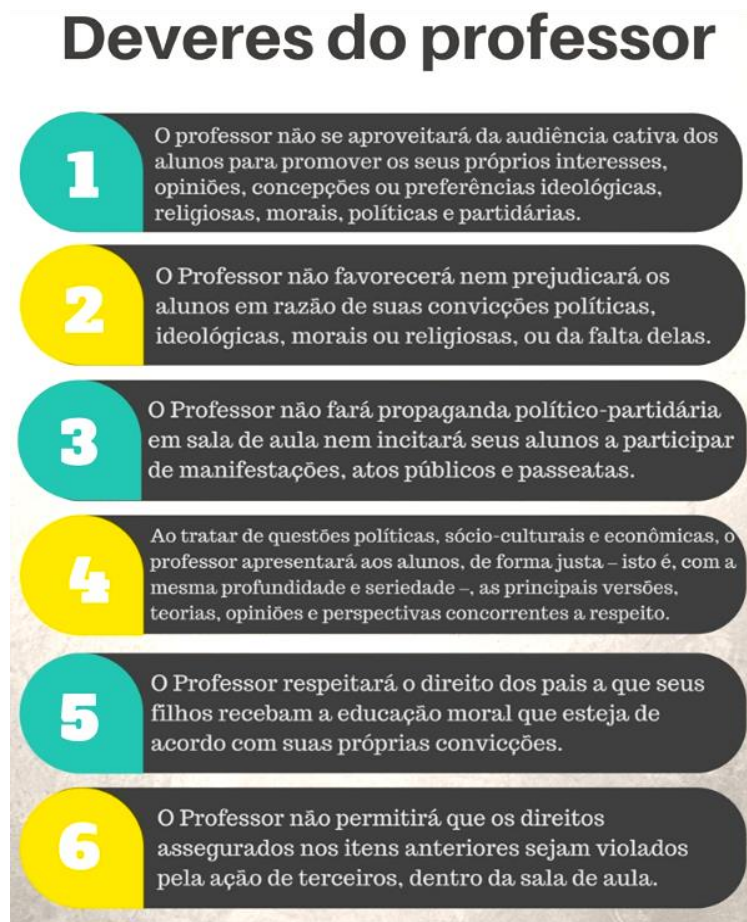 Deveres do professor
1
O professor não se aproveitará da audiência cativa dos
alunos para promover os seus próprios interesses,
opiniões, concepções ou preferências ideológicas,
religiosas, morais, políticas e partidárias.
2
O Professor não favorecerá nem prejudicará os
alunos em razão de suas convicções políticas,
ideológicas, morais ou religiosas, ou da falta delas.
3
O Professor não fará propaganda político-partidária
em sala de aula nem incitará seus alunos a participar
de manifestações, atos públicos e passeatas.
4
Ao tratar de questões políticas, sócio-culturais e econômicas, o
professor apresentará aos alunos, de forma justa – isto é, com a
mesma profundidade e seriedade –, as principais versões,
teorias, opiniões e perspectivas concorrentes a respeito.
5
O Professor respeitará o direito dos pais a que seus
filhos recebam a educação moral que esteja de
acordo com suas próprias convicções.
6
O Professor não permitirá que os direitos
assegurados nos itens anteriores sejam violados
pela ação de terceiros, dentro da sala de aula.